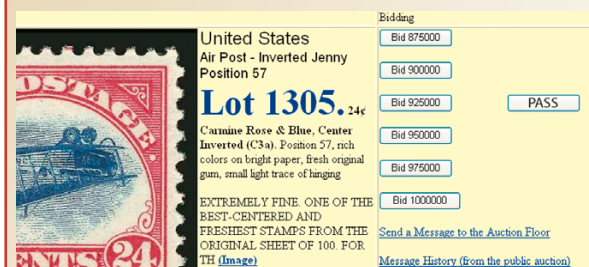 Bidding
United States
Air Post - Inverted Jenny
Position 57
Lot 1305. 24¢
Carmine Rose & Blue, Center
Inverted (C3a). Position 57, rich
colors on bright paper, fresh original
gum, small light trace of hinging
EXTREMELY FINE. ONE OF THE
BEST-CENTERED AND
FRESHEST STAMPS FROM THE
ORIGINAL SHEET OF 100. FOR
TH (Image)
POSTAGE
CENTS 24
Bid 875000
Bid 900000
Bid 925000
PASS
Bid 950000
Bid 975000
Bid 1000000
Send a Message to the Auction Floor
Message History (from the public auction)